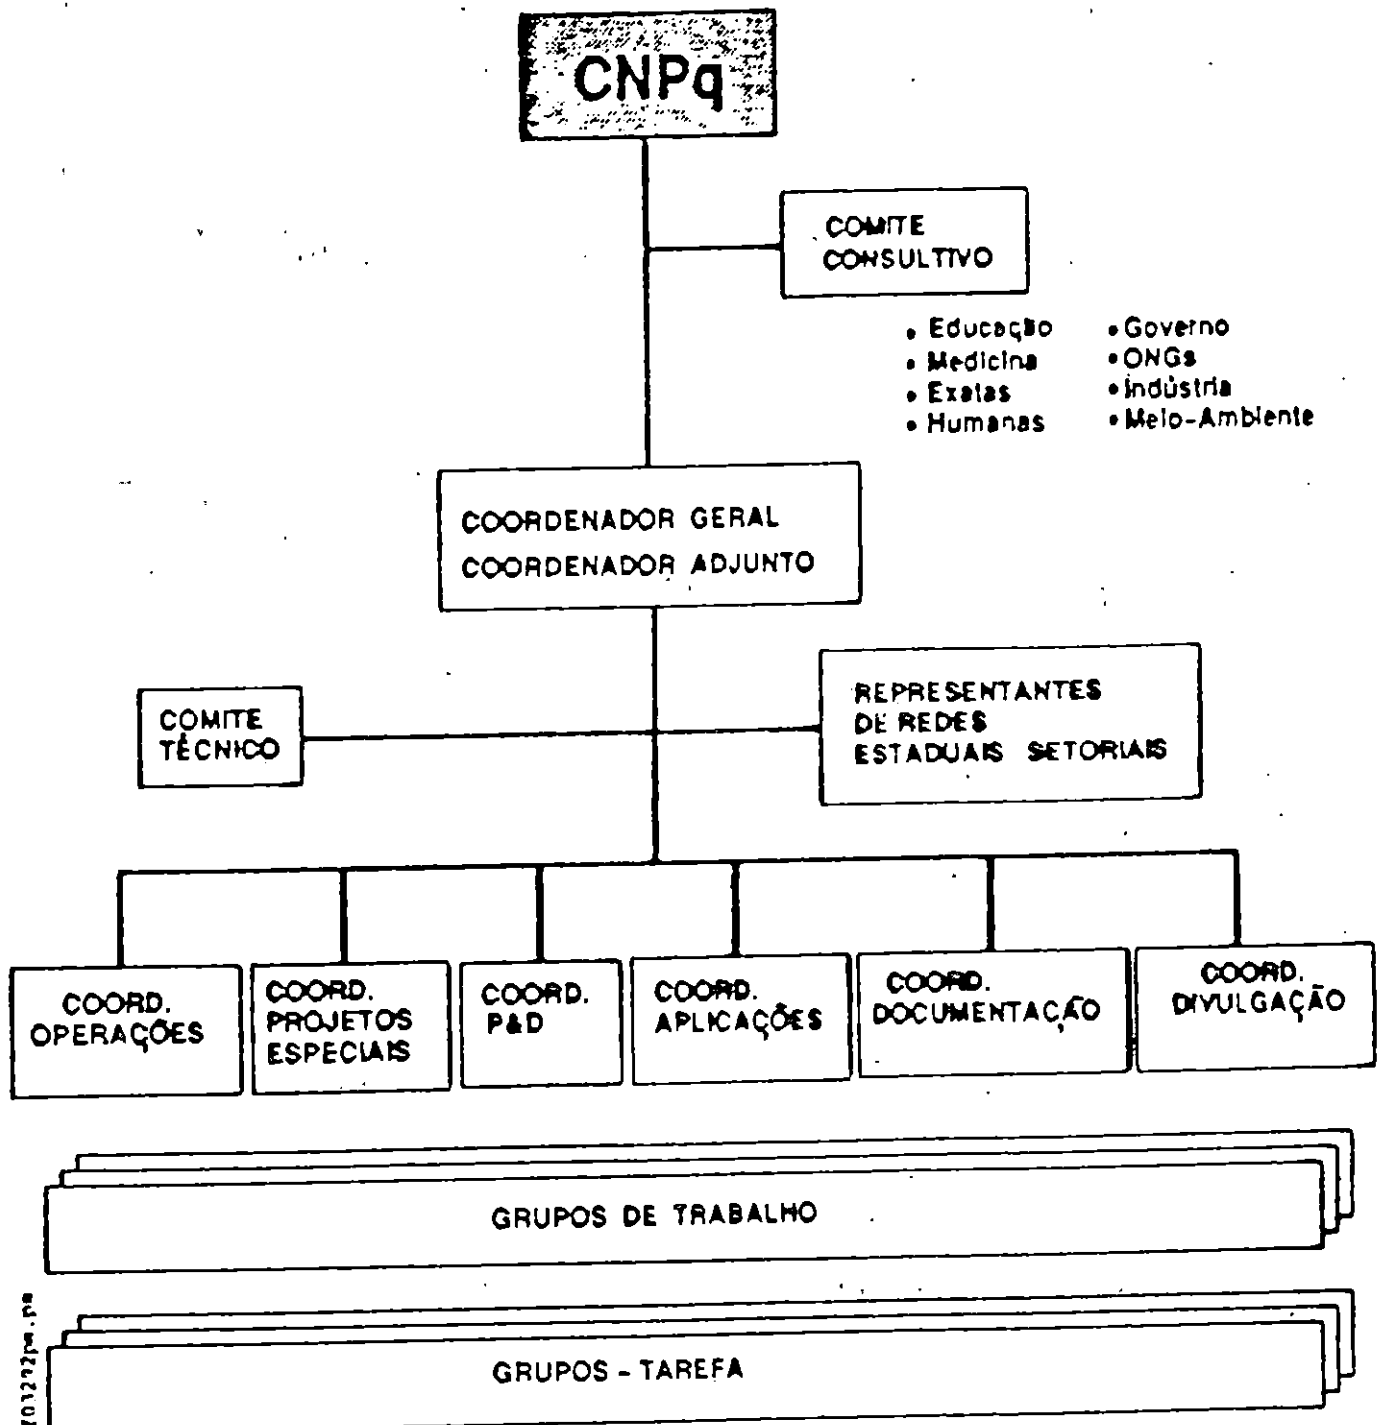 CNPq
COMITE
CONSULTIVO
• Educação
• Medicina
• Exatas
• Humanas
• Governo
• ONGs
• Indústria
• Meio-Ambiente
COORDENADOR GERAL
COORDENADOR ADJUNTO
COMITE
TÉCNICO
REPRESENTANTES
DE REDES
ESTADUAIS SETORIAIS
COORD.
OPERAÇÕES
COORD.
PROJETOS
ESPECIAIS
COORD.
P&D
COORD.
APLICAÇÕES
COORD.
DOCUMENTAÇÃO
COORD.
DIVULGAÇÃO
GRUPOS DE TRABALHO
GRUPOS - TAREFA